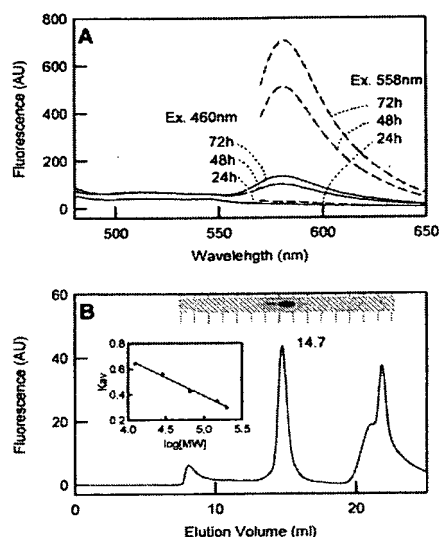 A
Fluorescence (AU)
800
600
400
200
0
Ex. 460nm
72h
48h
24h
Ex. 558nm
72h
48h
24h
500
550
600
650
Wavelehgth (nm)
B
Fluorescence (AU)
60
40
20
0
14.7
Kav
0.8
0.6
0.4
0.2
4.0
4.5
5.0
5.5
log[MW]
0
10
20
Elution Volume (ml)